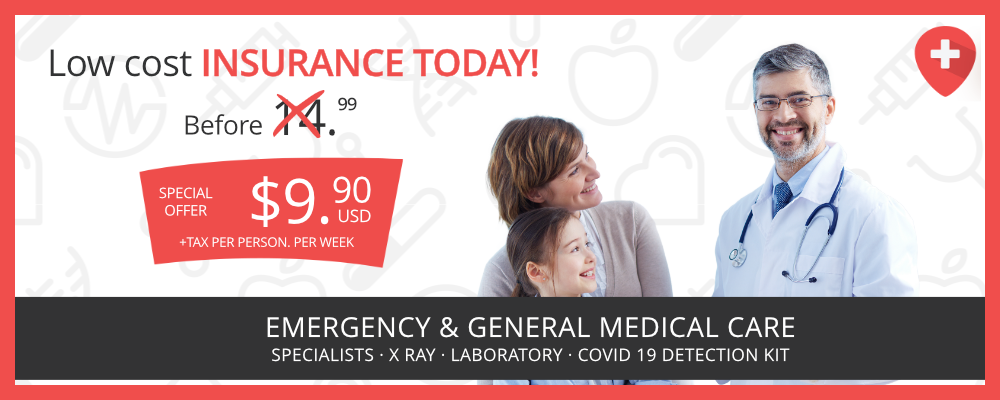 Low cost INSURANCE TODAY!
Before 14.99
SPECIAL OFFER
$9.90 USD
+TAX PER PERSON. PER WEEK
EMERGENCY & GENERAL MEDICAL CARE
SPECIALISTS · X RAY · LABORATORY · COVID 19 DETECTION KIT